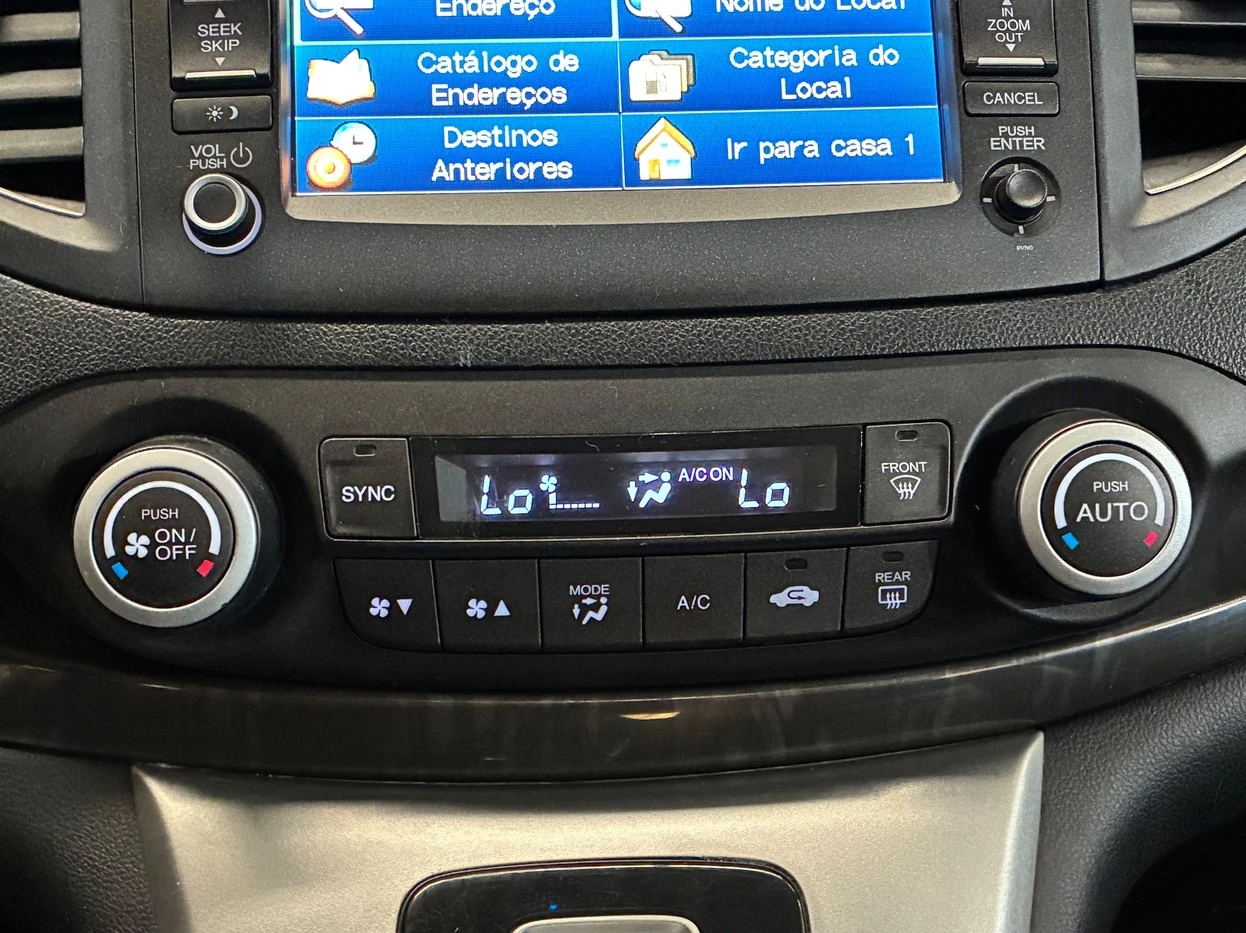 Endereço
Nome do Local
SEEK
SKIP
IN
ZOOM
OUT
Catálogo de
Endereços
Categoria do
Local
CANCEL
VOL
PUSH
PUSH
ENTER
Destinos
Anteriores
Ir para casa 1
SYNC
PUSH
ON/
OFF
SYNC
Lo
A/C ON
Lo
FRONT
PUSH
AUTO
MODE
A/C
REAR